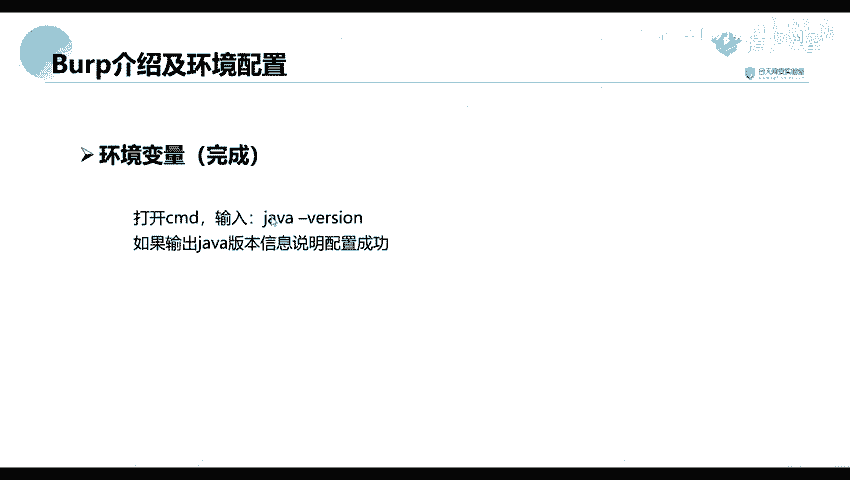 Burp介绍及环境配置
➢ 环境变量（完成）
打开cmd，输入：java –version
如果输出java版本信息说明配置成功